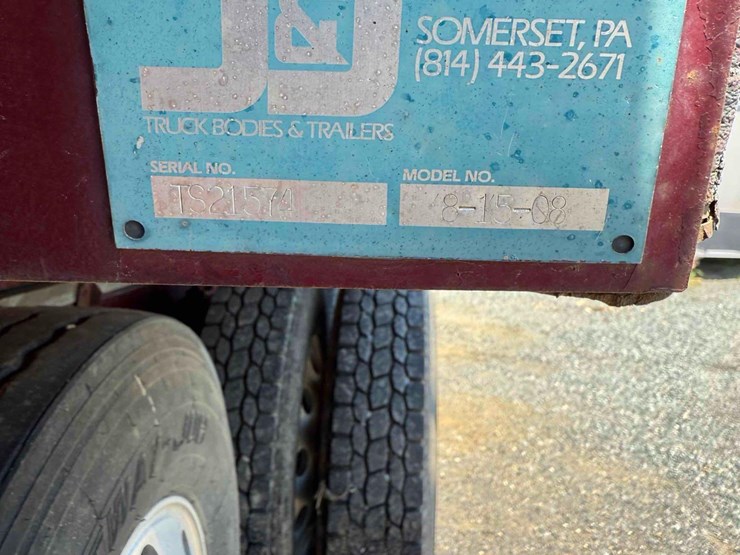 J&J
SOMERSET, PA
(814) 443-2671
TRUCK BODIES & TRAILERS
SERIAL NO.
MODEL NO.
TS21574
8-15-08